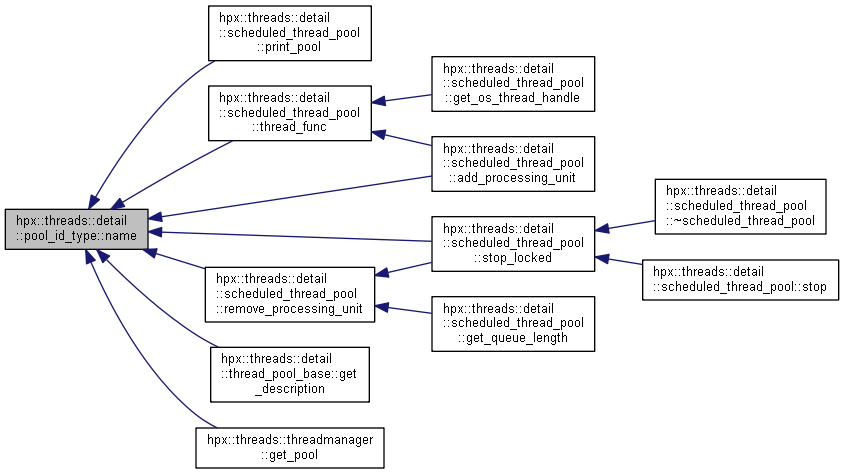 hpx::threads::detail
::pool_id_type::name
hpx::threads::detail
::scheduled_thread_pool
::print_pool
hpx::threads::detail
::scheduled_thread_pool
::thread_func
hpx::threads::detail
::scheduled_thread_pool
::get_os_thread_handle
hpx::threads::detail
::scheduled_thread_pool
::add_processing_unit
hpx::threads::detail
::scheduled_thread_pool
::stop_locked
hpx::threads::detail
::scheduled_thread_pool
::~scheduled_thread_pool
hpx::threads::detail
::scheduled_thread_pool::stop
hpx::threads::detail
::scheduled_thread_pool
::remove_processing_unit
hpx::threads::detail
::scheduled_thread_pool
::get_queue_length
hpx::threads::detail
::thread_pool_base::get
_description
hpx::threads::threadmanager
::get_pool